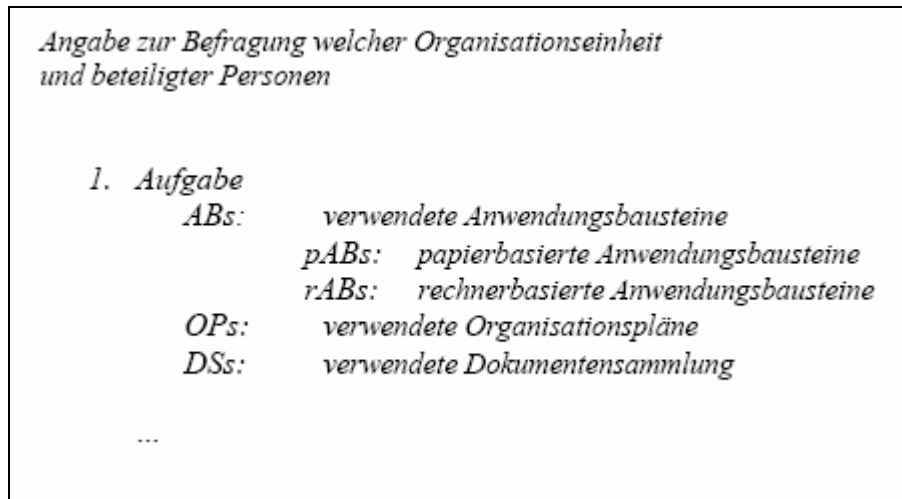 Angabe zur Befragung welcher Organisationseinheit
und beteiligter Personen
1. Aufgabe
ABs: verwendete Anwendungsbausteine
pABs: papierbasierte Anwendungsbausteine
rABs: rechnerbasierte Anwendungsbausteine
OPs: verwendete Organisationspläne
DSs: verwendete Dokumentensammlung
...